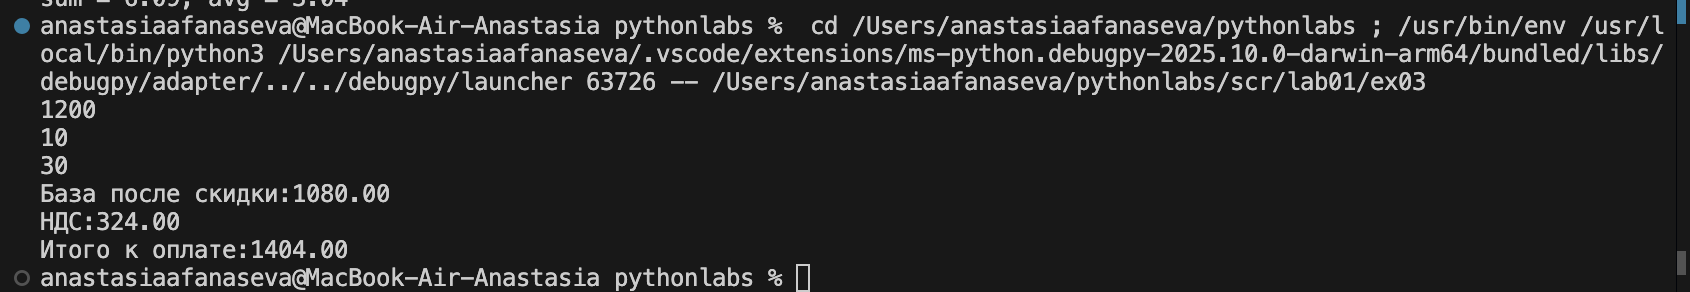 sum = 6.09; avg = 3.04
anastasiaafanaseva@MacBook-Air-Anastasia pythonlabs %  cd /Users/anastasiaafanaseva/pythonlabs ; /usr/bin/env /usr/l
ocal/bin/python3 /Users/anastasiaafanaseva/.vscode/extensions/ms-python.debugpy-2025.10.0-darwin-arm64/bundled/libs/
debugpy/adapter/../../debugpy/launcher 63726 -- /Users/anastasiaafanaseva/pythonlabs/scr/lab01/ex03
1200
10
30
База после скидки:1080.00
НДС:324.00
Итого к оплате:1404.00
anastasiaafanaseva@MacBook-Air-Anastasia pythonlabs %